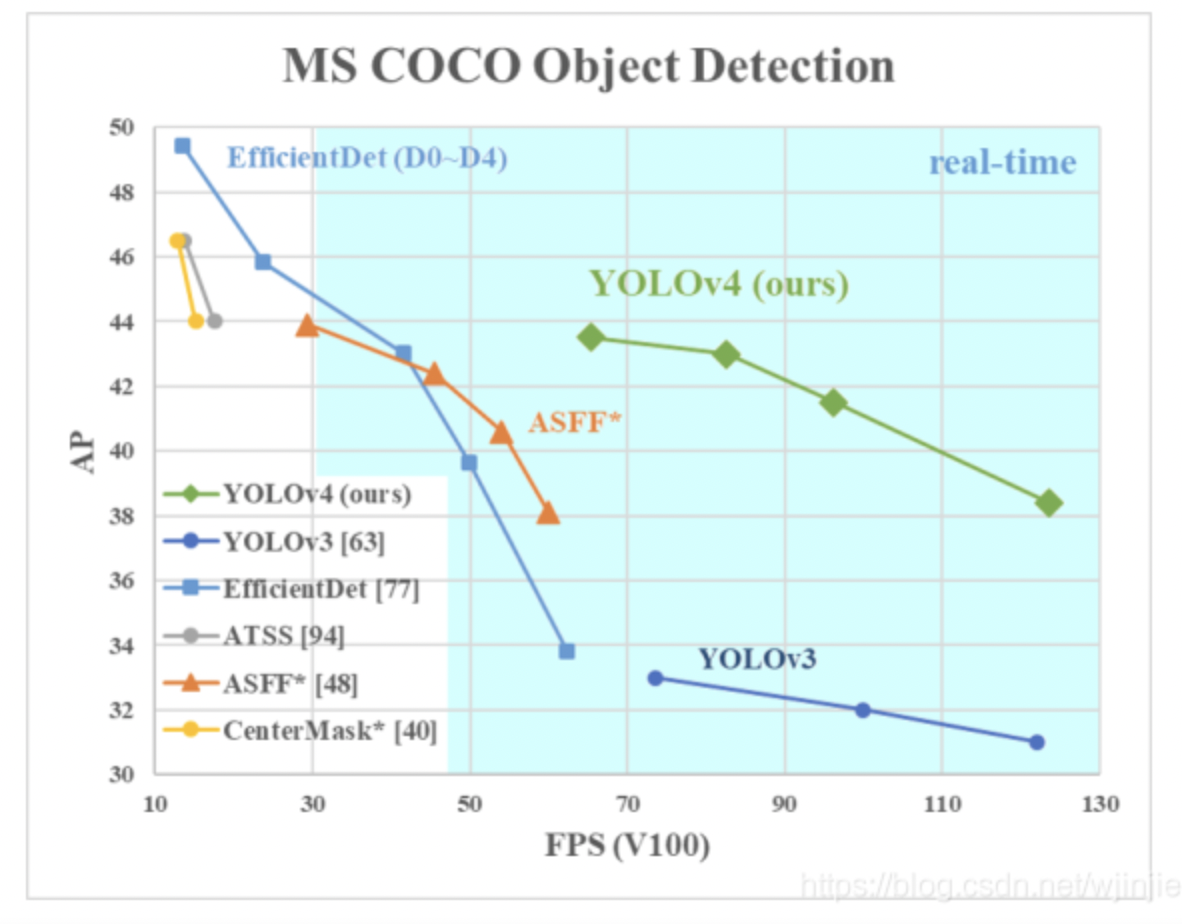 MS COCO Object Detection
50
EfficientDet (D0~D4)
real-time
48
46
YOLOv4 (ours)
44
42
ASFF*
40
AP
YOLOv4 (ours)
38
YOLOv3 [63]
36
EfficientDet [77]
34
ATSS [94]
YOLOv3
ASFF* [48]
32
CenterMask* [40]
30
10 30 50 70 90 110 130
FPS (V100)
https://blog.csdn.net/wjinjie